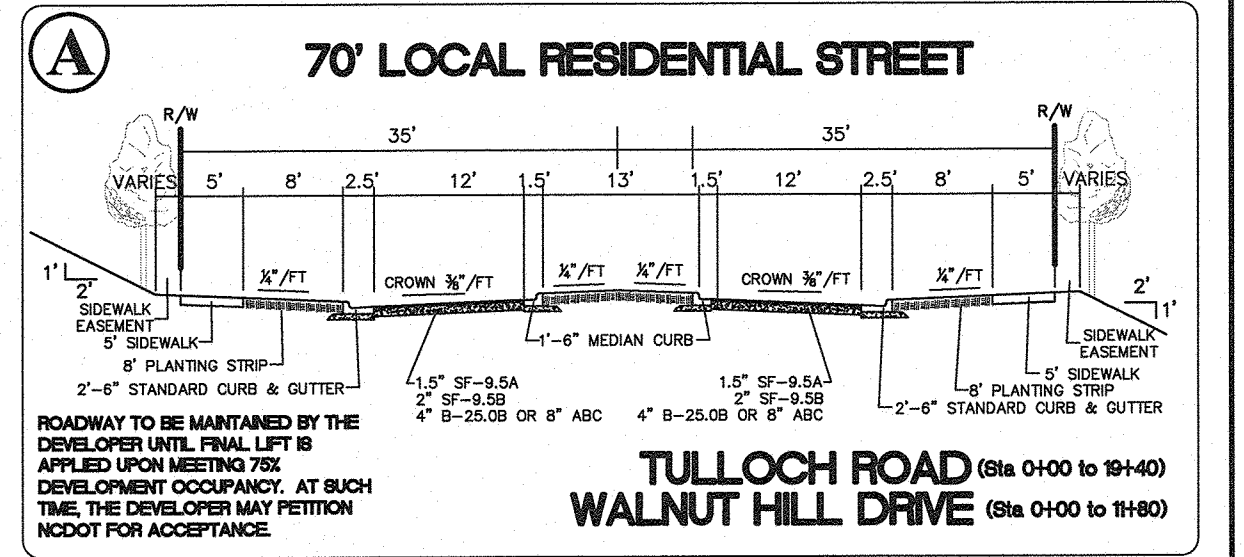 A
70' LOCAL RESIDENTIAL STREET
R/W R/W
35' 35'
VARIES 5' 8' 2.5' 12' 1.5' 13' 1.5' 12' 2.5' 8' 5' VARIES
1' 2' ¼"/FT CROWN ⅜"/FT ¼"/FT ¼"/FT CROWN ⅜"/FT ¼"/FT 2' 1'
SIDEWALK EASEMENT
SIDEWALK EASEMENT
5' SIDEWALK
1'-6" MEDIAN CURB
5' SIDEWALK
8' PLANTING STRIP
8' PLANTING STRIP
2'-6" STANDARD CURB & GUTTER
2'-6" STANDARD CURB & GUTTER
1.5" SF-9.5A
2" SF-9.5B
4" B-25.0B OR 8" ABC
1.5" SF-9.5A
2" SF-9.5B
4" B-25.0B OR 8" ABC
ROADWAY TO BE MAINTAINED BY THE
DEVELOPER UNTIL FINAL LIFT IS
APPLIED UPON MEETING 75%
DEVELOPMENT OCCUPANCY. AT SUCH
TIME, THE DEVELOPER MAY PETITION
NCDOT FOR ACCEPTANCE.
TULLOCH ROAD (Sta 0+00 to 19+40)
WALNUT HILL DRIVE (Sta 0+00 to 11+80)